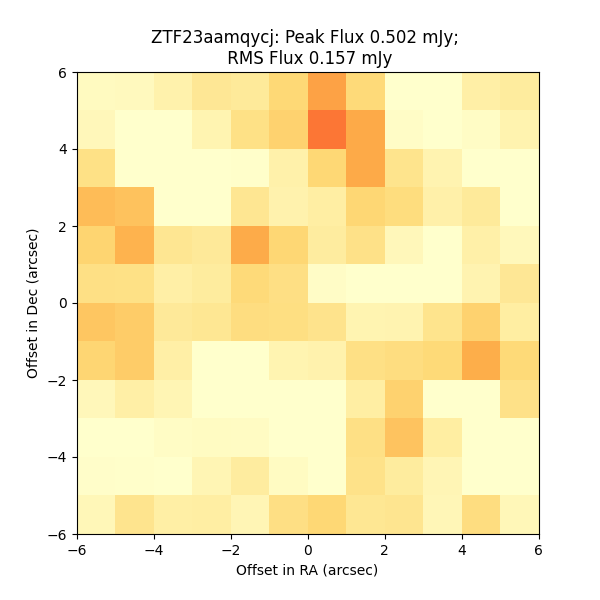 ZTF23aamqycj: Peak Flux 0.502 mJy;
RMS Flux 0.157 mJy
6
4
2
0
−2
−4
−6
Offset in Dec (arcsec)
−6 −4 −2 0 2 4 6
Offset in RA (arcsec)